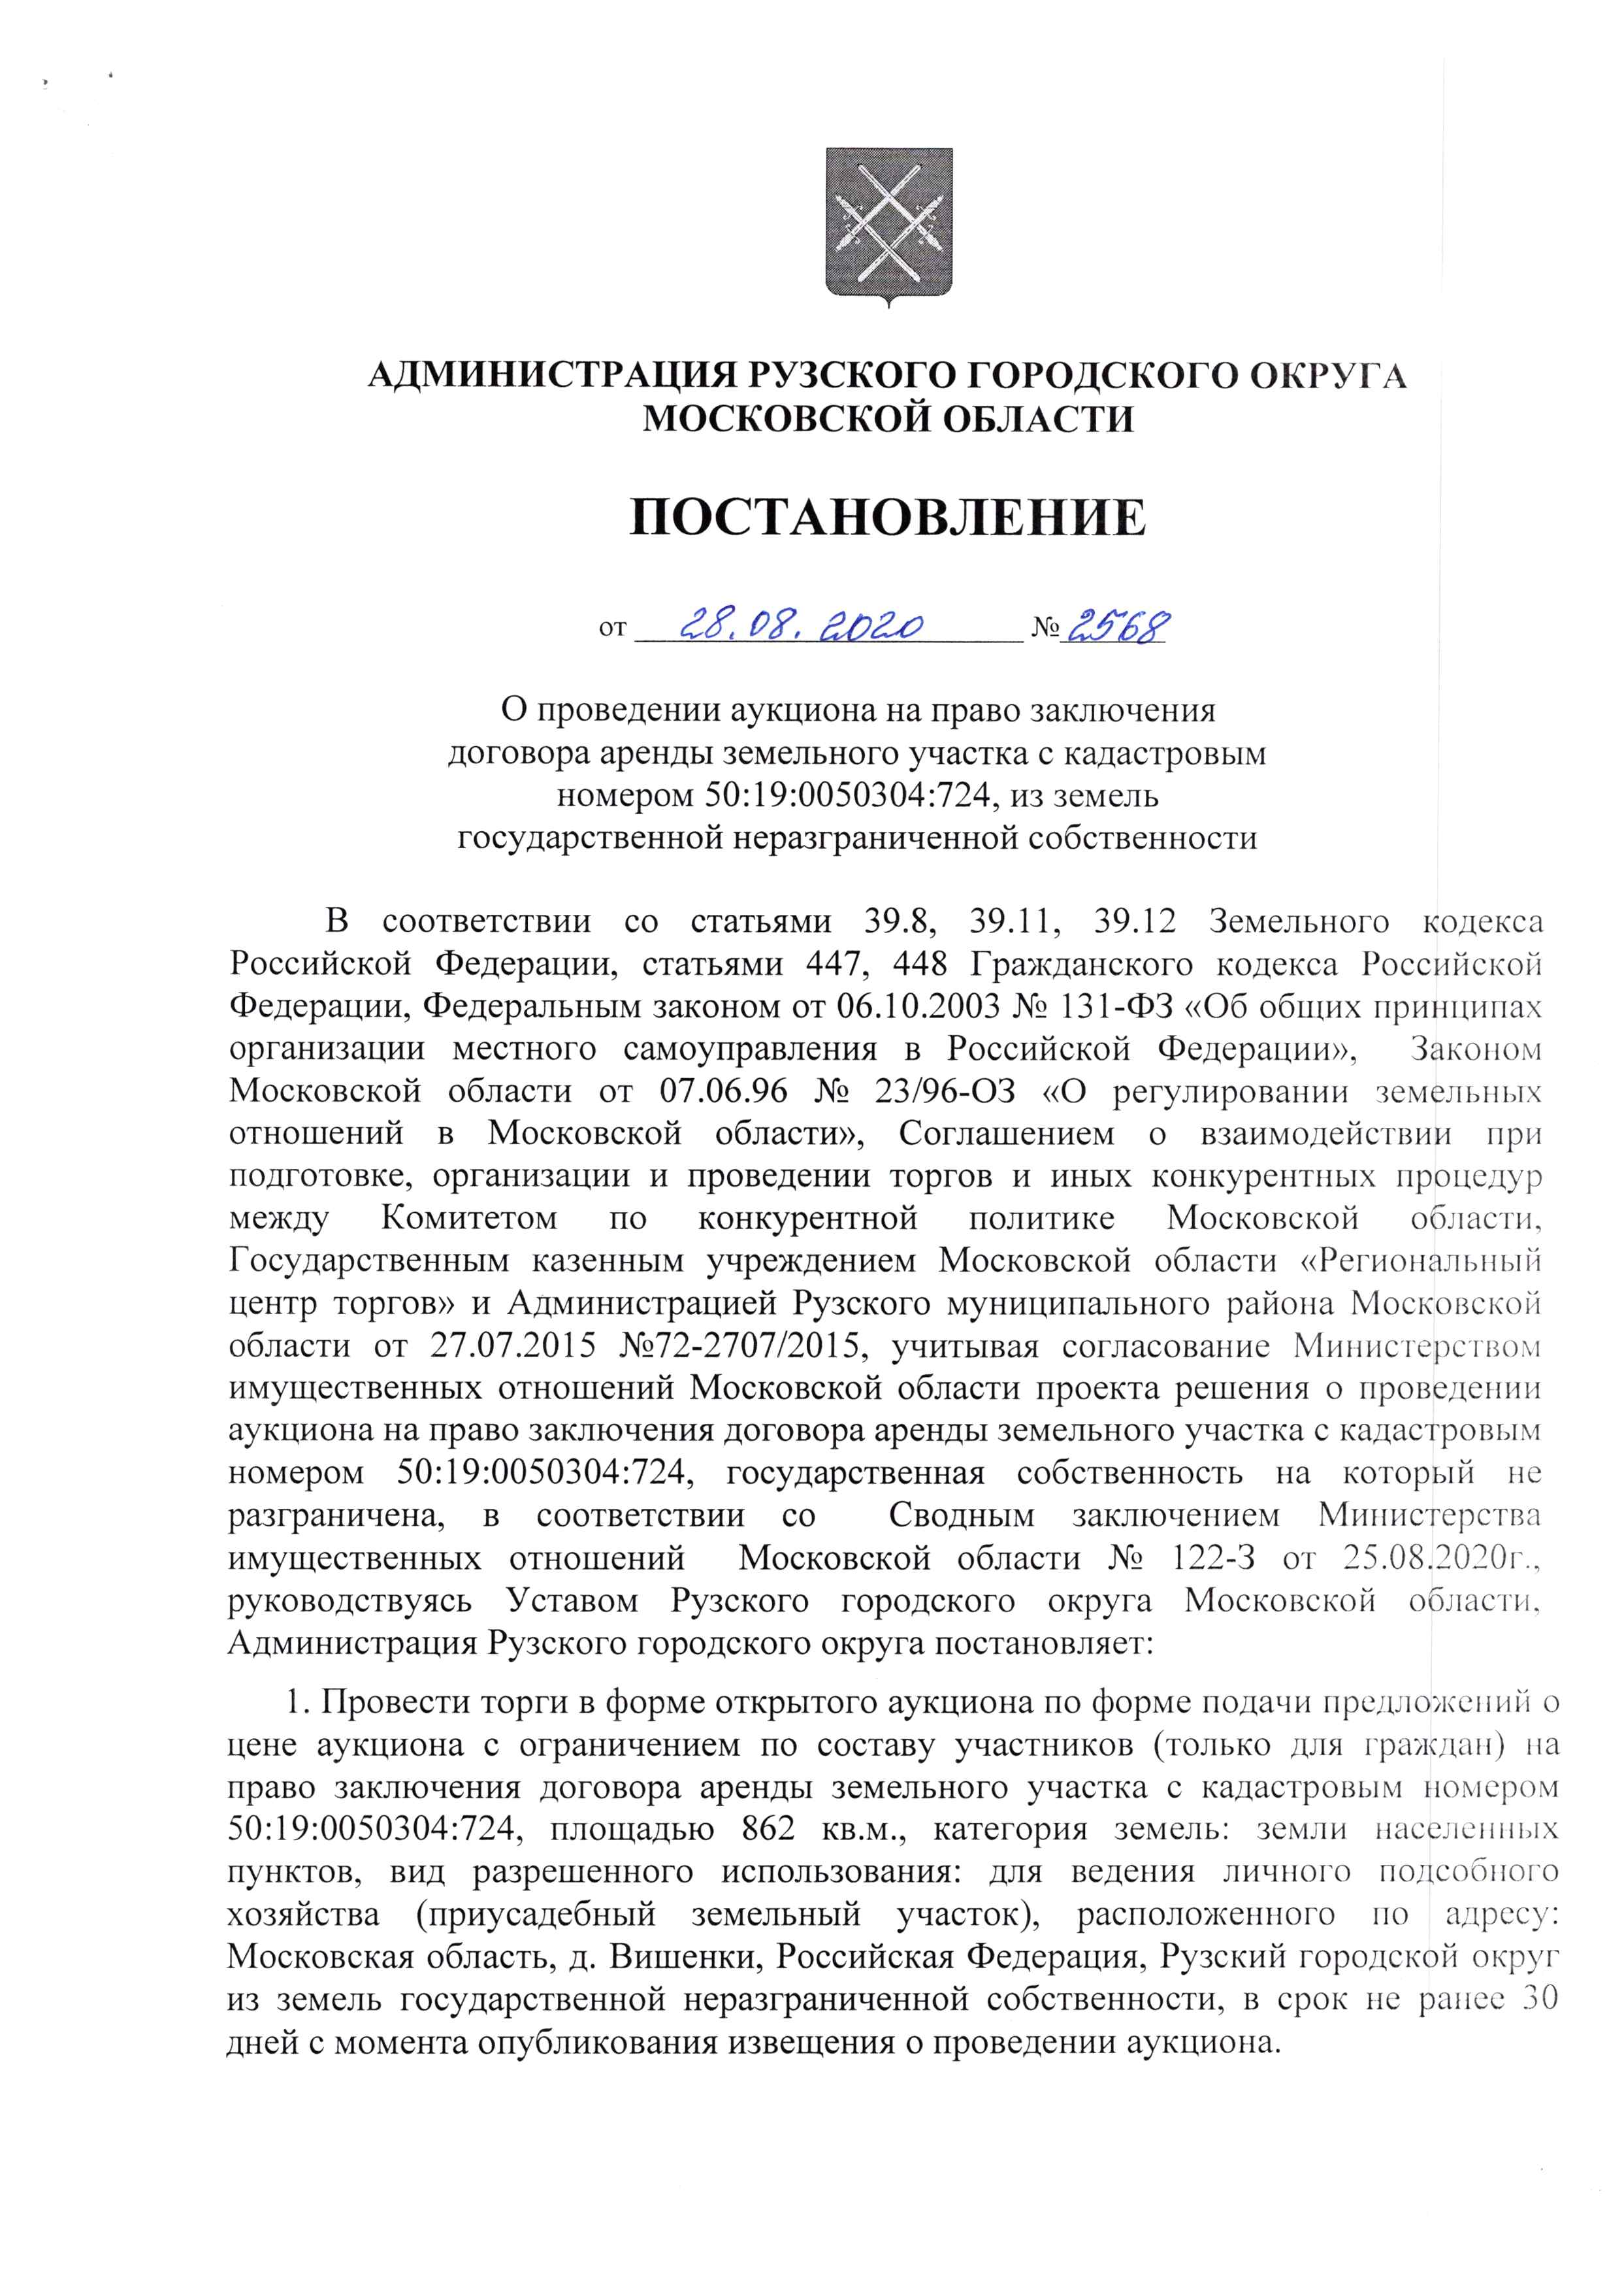 АДМИНИСТРАЦИЯ РУЗСКОГО ГОРОДСКОГО ОКРУГА
МОСКОВСКОЙ ОБЛАСТИ
ПОСТАНОВЛЕНИЕ
от 28.08.2020 № 2568
О проведении аукциона на право заключения
договора аренды земельного участка с кадастровым
номером 50:19:0050304:724, из земель
государственной неразграниченной собственности
В соответствии со статьями 39.8, 39.11, 39.12 Земельного кодекса
Российской Федерации, статьями 447, 448 Гражданского кодекса Российской
Федерации, Федеральным законом от 06.10.2003 № 131-ФЗ «Об общих принципах
организации местного самоуправления в Российской Федерации», Законом
Московской области от 07.06.96 № 23/96-ОЗ «О регулировании земельных
отношений в Московской области», Соглашением о взаимодействии при
подготовке, организации и проведении торгов и иных конкурентных процедур
между Комитетом по конкурентной политике Московской области,
Государственным казенным учреждением Московской области «Региональный
центр торгов» и Администрацией Рузского муниципального района Московской
области от 27.07.2015 №72-2707/2015, учитывая согласование Министерством
имущественных отношений Московской области проекта решения о проведении
аукциона на право заключения договора аренды земельного участка с кадастровым
номером 50:19:0050304:724, государственная собственность на который не
разграничена, в соответствии со Сводным заключением Министерства
имущественных отношений Московской области № 122-З от 25.08.2020г.,
руководствуясь Уставом Рузского городского округа Московской области,
Администрация Рузского городского округа постановляет:
1. Провести торги в форме открытого аукциона по форме подачи предложений о
цене аукциона с ограничением по составу участников (только для граждан) на
право заключения договора аренды земельного участка с кадастровым номером
50:19:0050304:724, площадью 862 кв.м., категория земель: земли населенных
пунктов, вид разрешенного использования: для ведения личного подсобного
хозяйства (приусадебный земельный участок), расположенного по адресу:
Московская область, д. Вишенки, Российская Федерация, Рузский городской округ
из земель государственной неразграниченной собственности, в срок не ранее 30
дней с момента опубликования извещения о проведении аукциона.